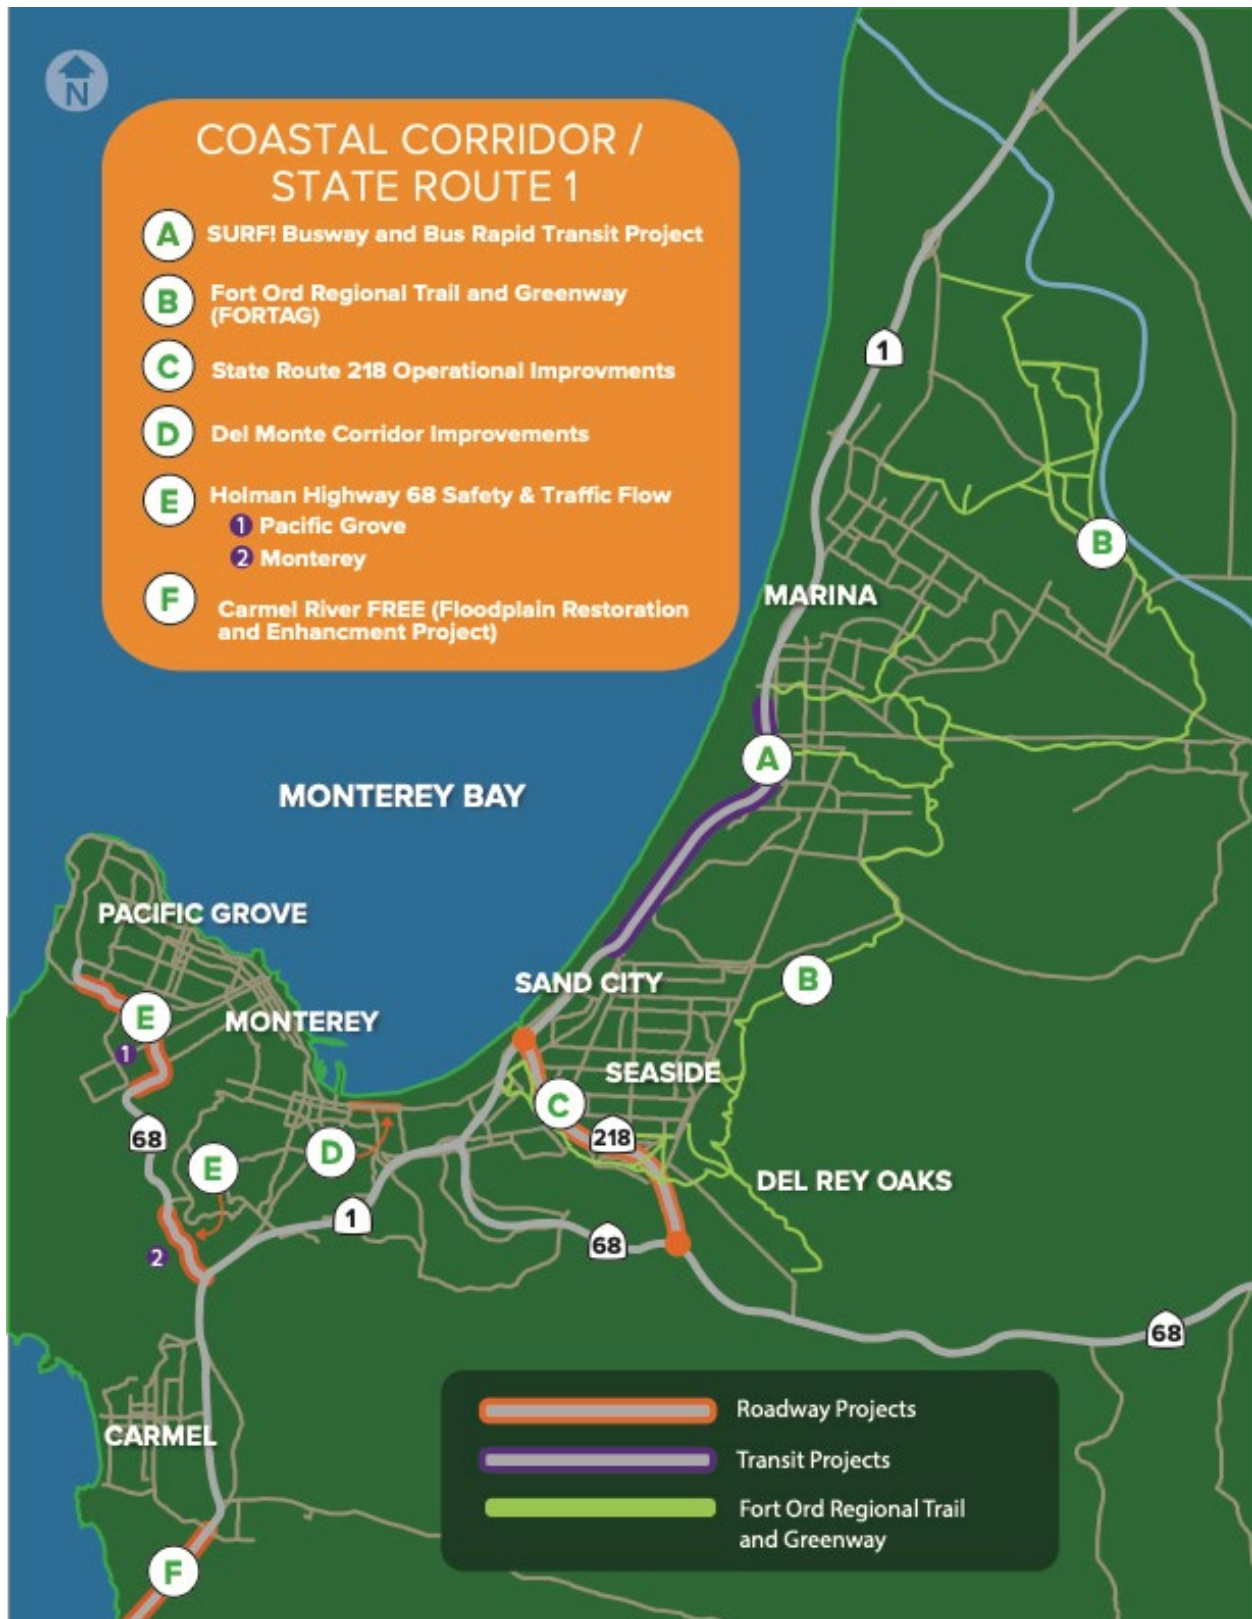 N
COASTAL CORRIDOR /
STATE ROUTE 1
A SURF! Busway and Bus Rapid Transit Project
B Fort Ord Regional Trail and Greenway
(FORTAG)
C State Route 218 Operational Improvments
D Del Monte Corridor Improvements
E Holman Highway 68 Safety & Traffic Flow
1 Pacific Grove
2 Monterey
F Carmel River FREE (Floodplain Restoration
and Enhancment Project)
1
B
MARINA
A
MONTEREY BAY
PACIFIC GROVE
SAND CITY
B
E
MONTEREY
1
SEASIDE
C
68
218
D
E
DEL REY OAKS
1
68
2
68
CARMEL
Roadway Projects
Transit Projects
Fort Ord Regional Trail
and Greenway
F